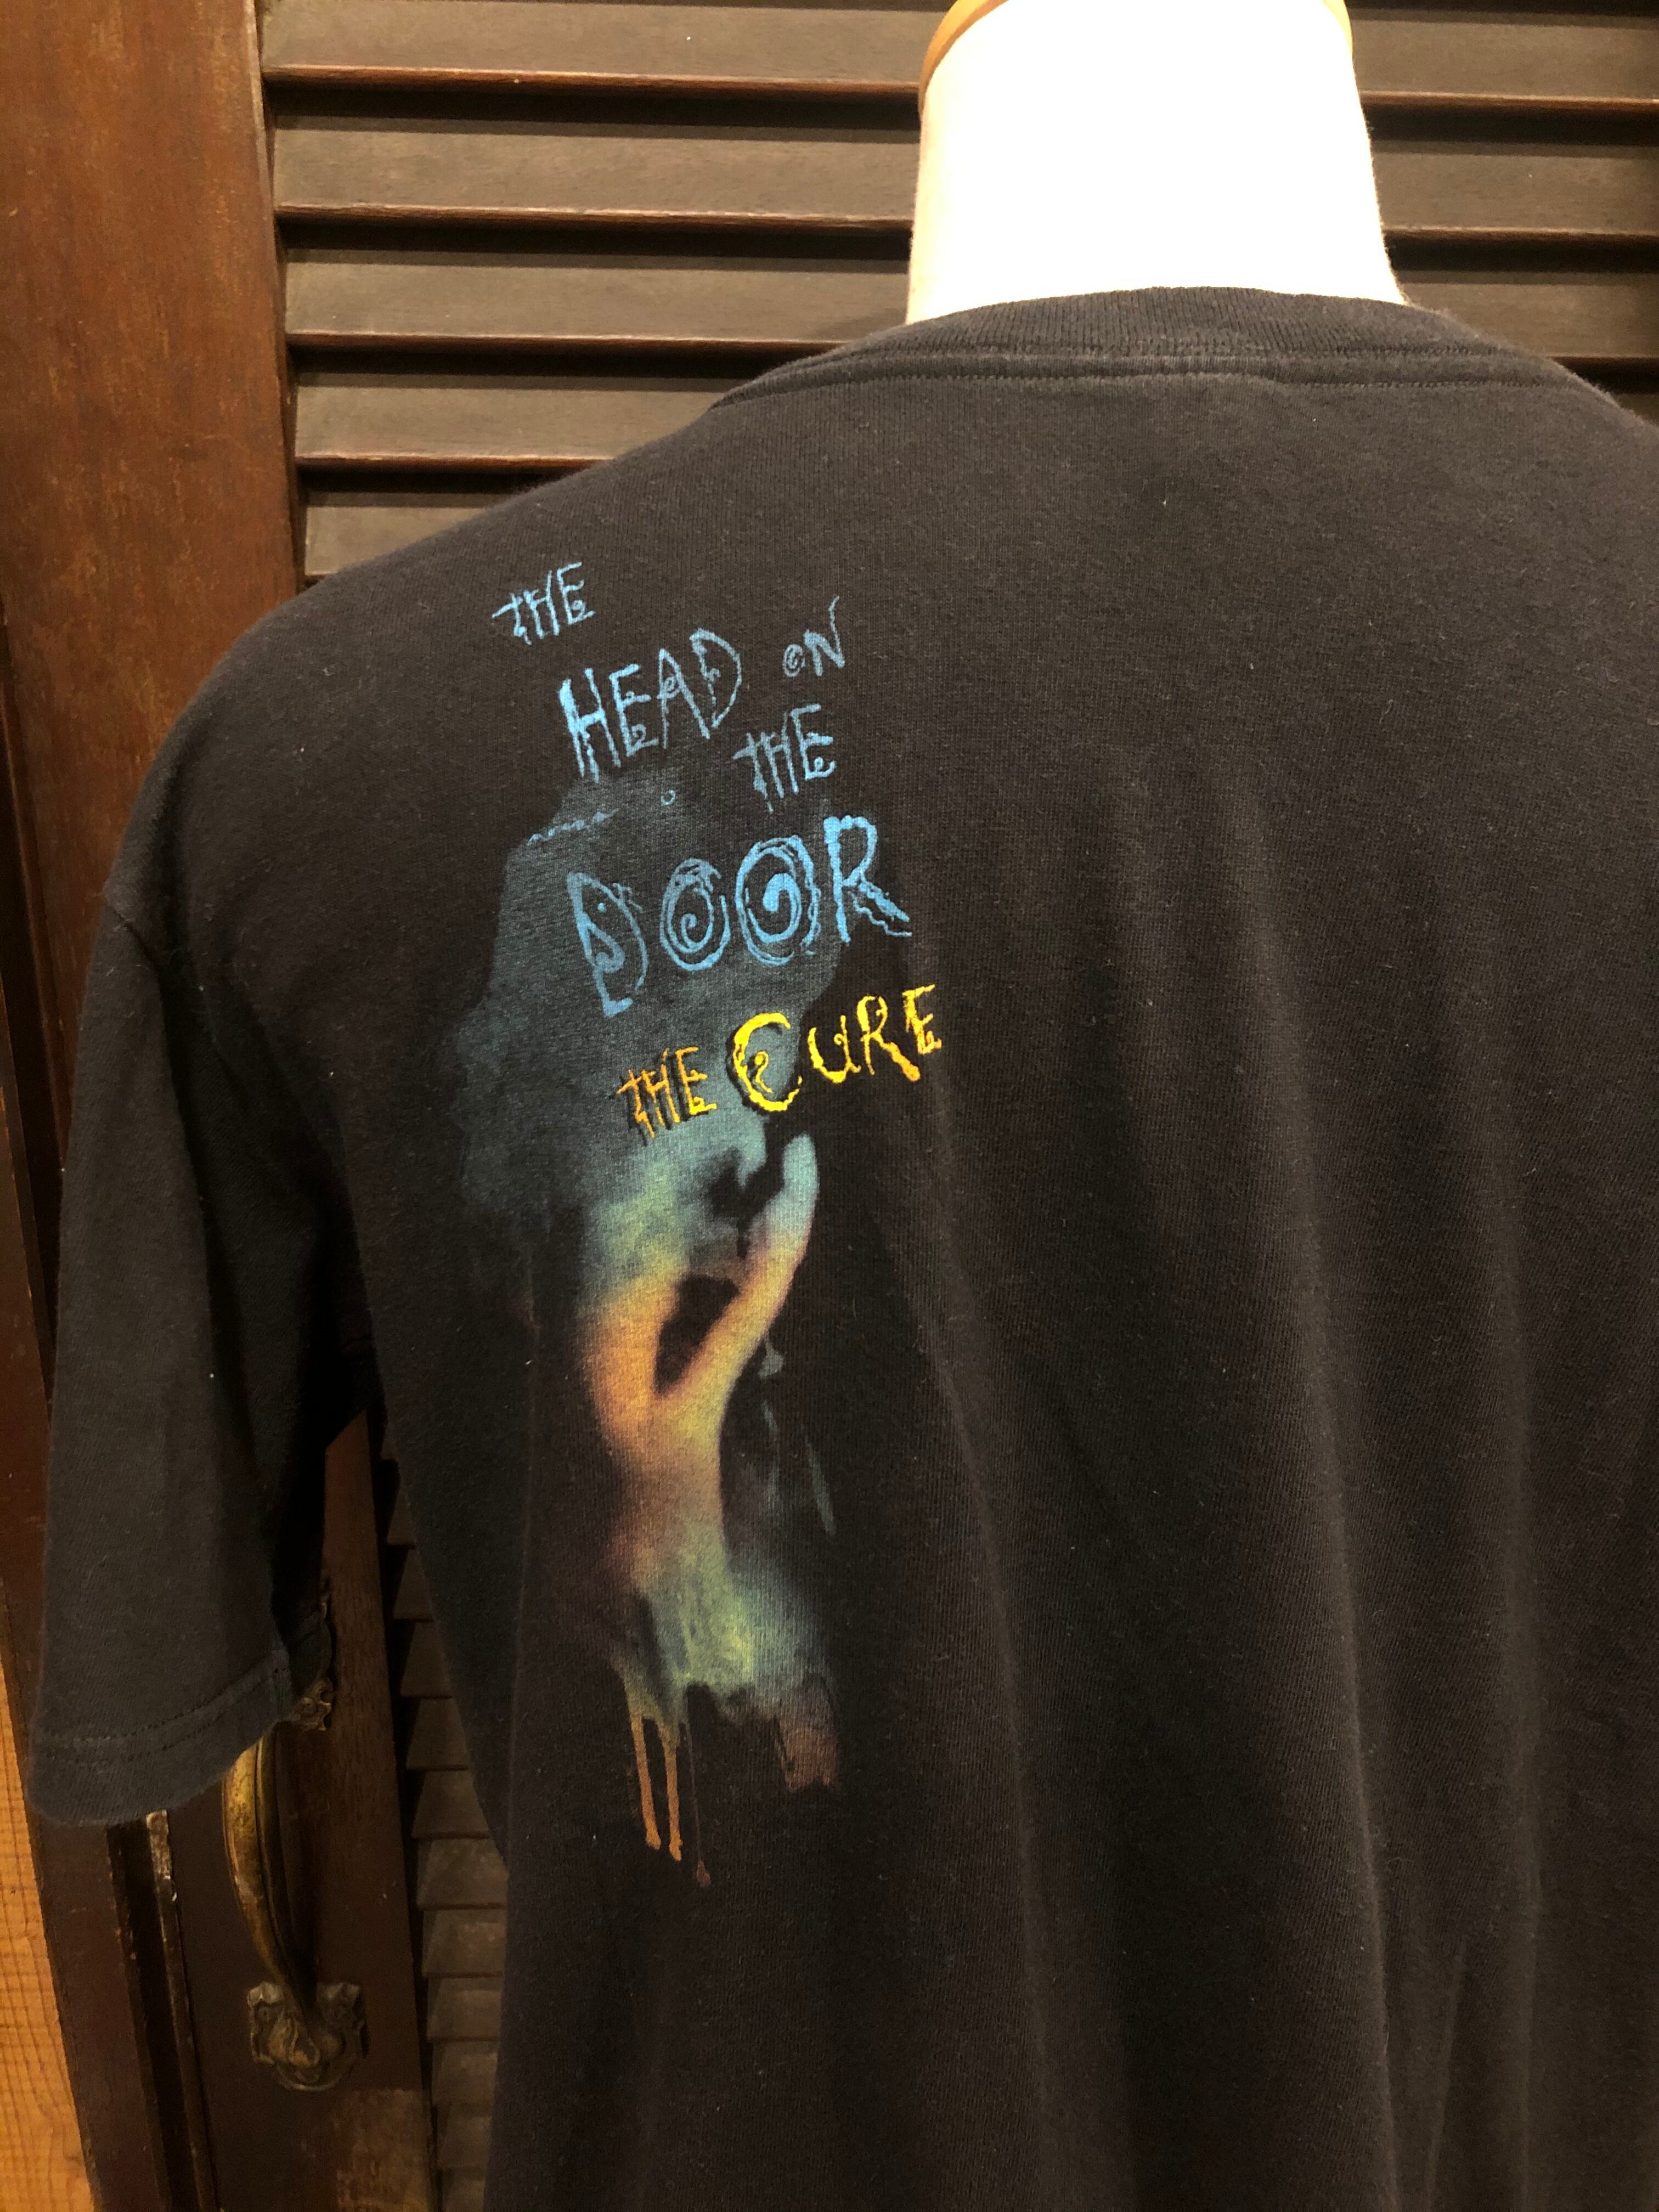 THE
HEAD ON
THE
DOOR
THE CURE